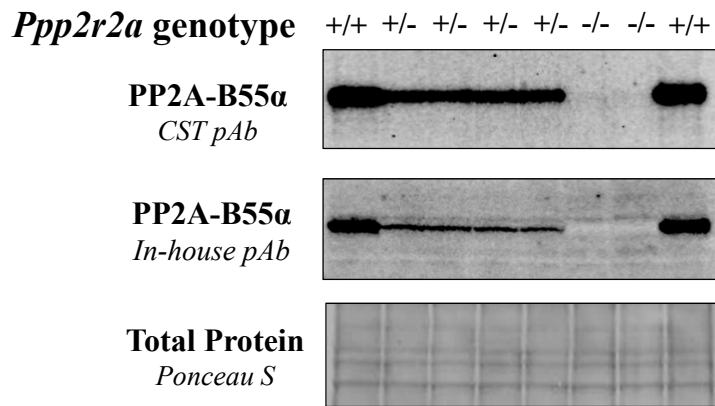 Ppp2r2a genotype +/+ +/- +/- +/- +/- -/- -/- +/+
PP2A-B55α
CST pAb
PP2A-B55α
In-house pAb
Total Protein
Ponceau S